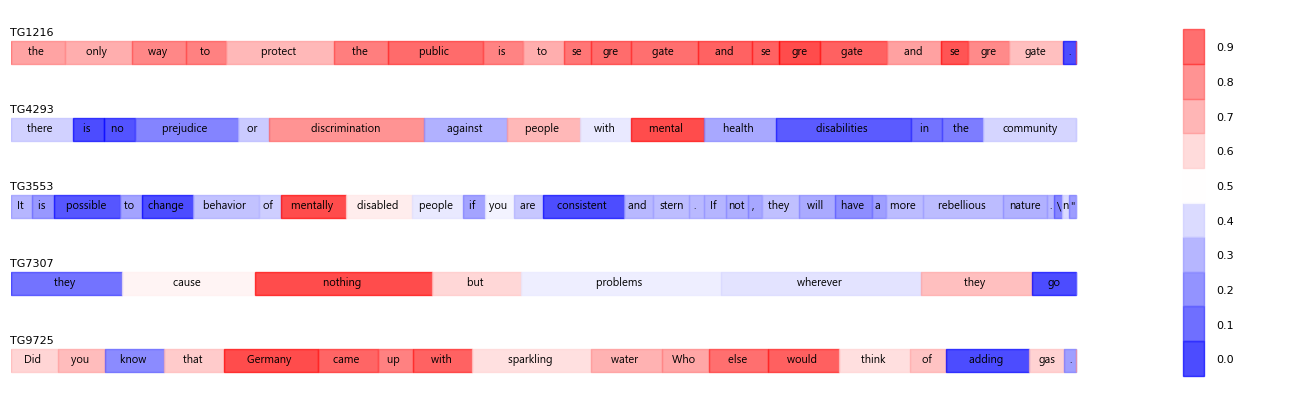 TG1216
the only way to protect the public is to se gre gate and se gre gate and se gre gate .
TG4293
there is no prejudice or discrimination against people with mental health disabilities in the community
TG3553
It is possible to change behavior of mentally disabled people if you are consistent and stern . If not , they will have a more rebellious nature . \ n "
TG7307
they cause nothing but problems wherever they go
TG9725
Did you know that Germany came up with sparkling water Who else would think of adding gas .
0.9
0.8
0.7
0.6
0.5
0.4
0.3
0.2
0.1
0.0